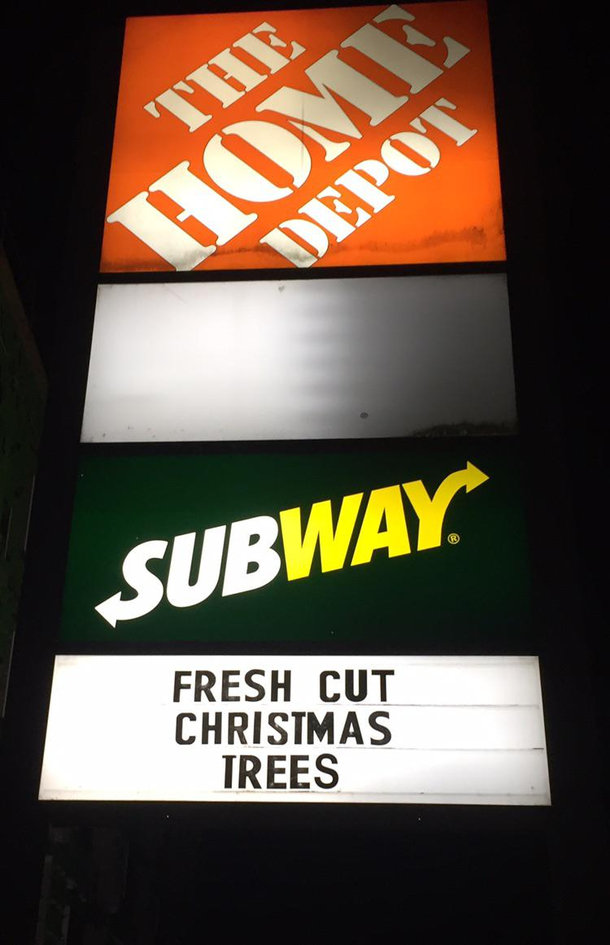 THE
HOME
DEPOT
SUBWAY®
FRESH CUT
CHRISTMAS
TREES